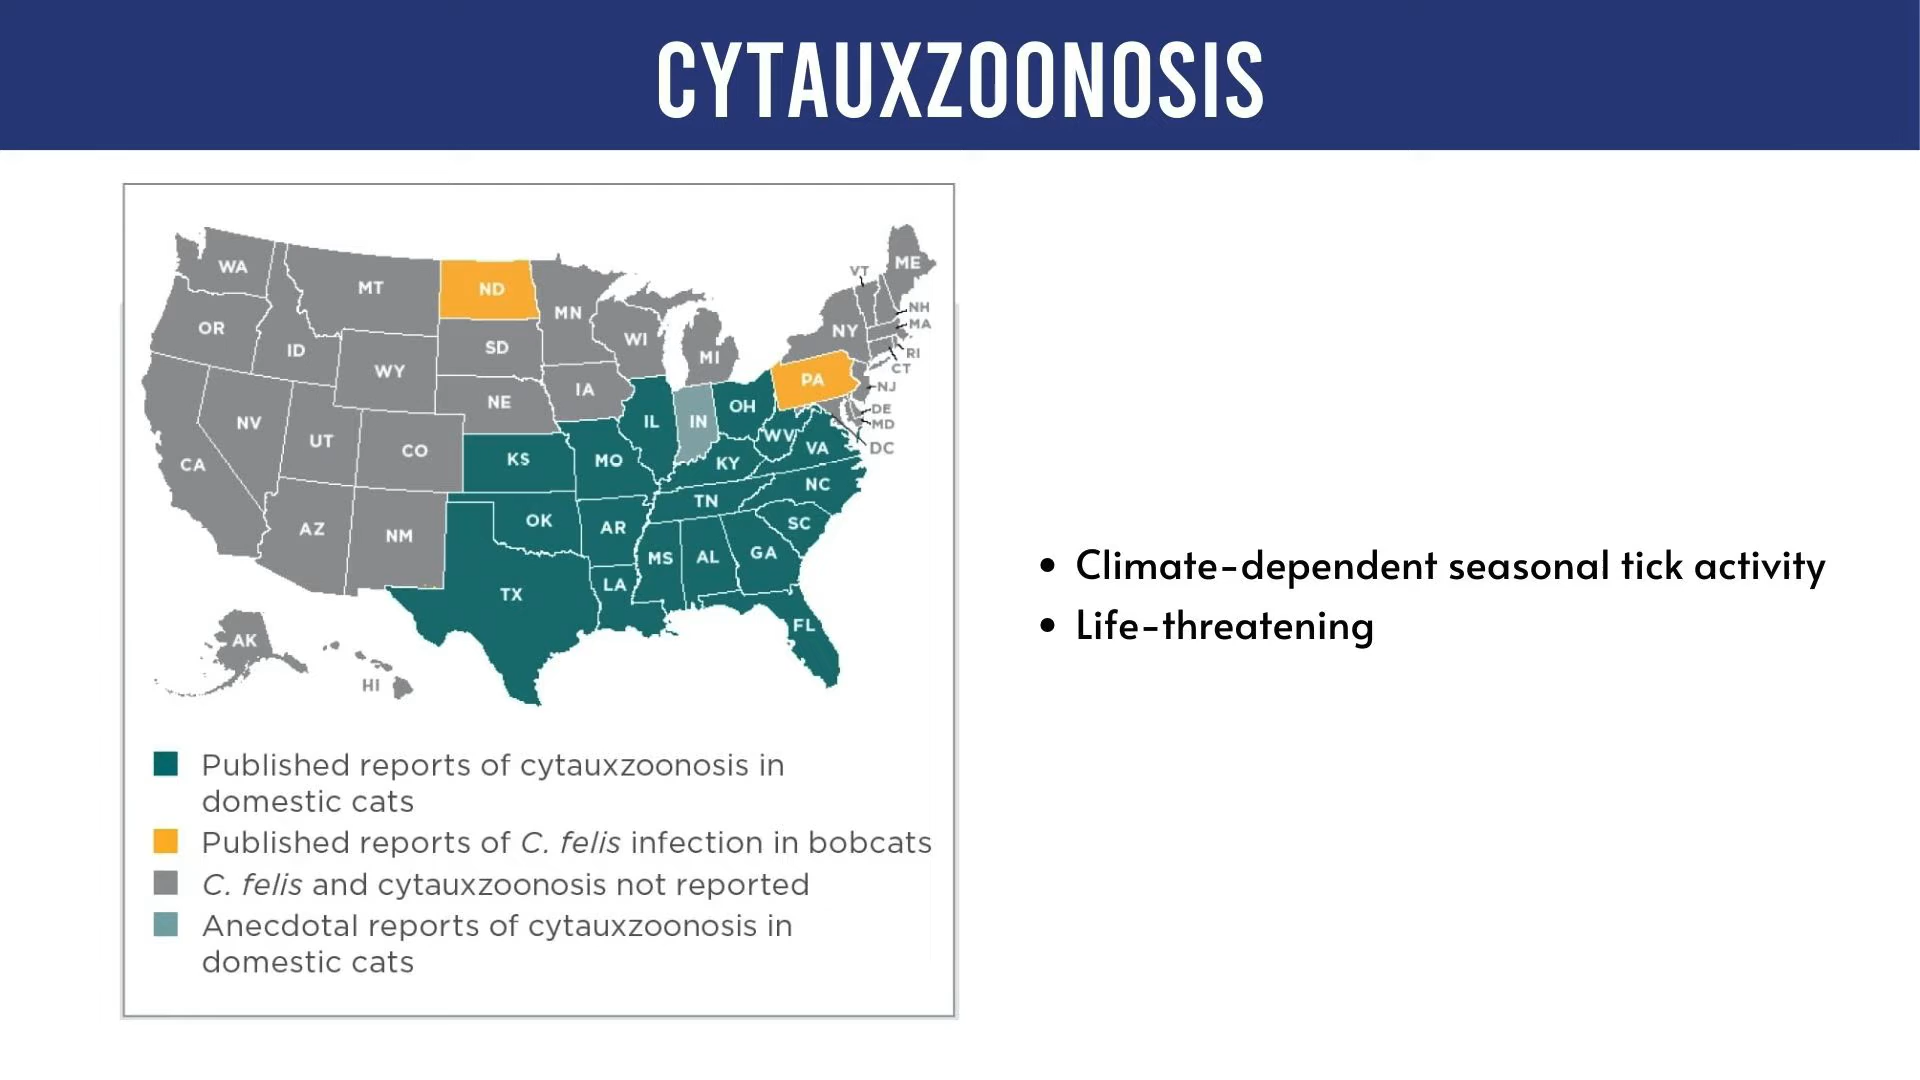 CYTAUXZOONOSIS
WA
MT
ND
MN
VT
ME
OR
ID
WY
SD
WI
MI
NY
NH
MA
RI
CT
NV
UT
CO
NE
IA
IL
IN
OH
PA
NJ
DE
MD
DC
CA
KS
MO
KY
WV
VA
AZ
NM
OK
AR
TN
NC
SC
TX
LA
MS
AL
GA
FL
AK
HI
Published reports of cytauxzoonosis in
domestic cats
Published reports of C. felis infection in bobcats
C. felis and cytauxzoonosis not reported
Anecdotal reports of cytauxzoonosis in
domestic cats
• Climate-dependent seasonal tick activity
• Life-threatening